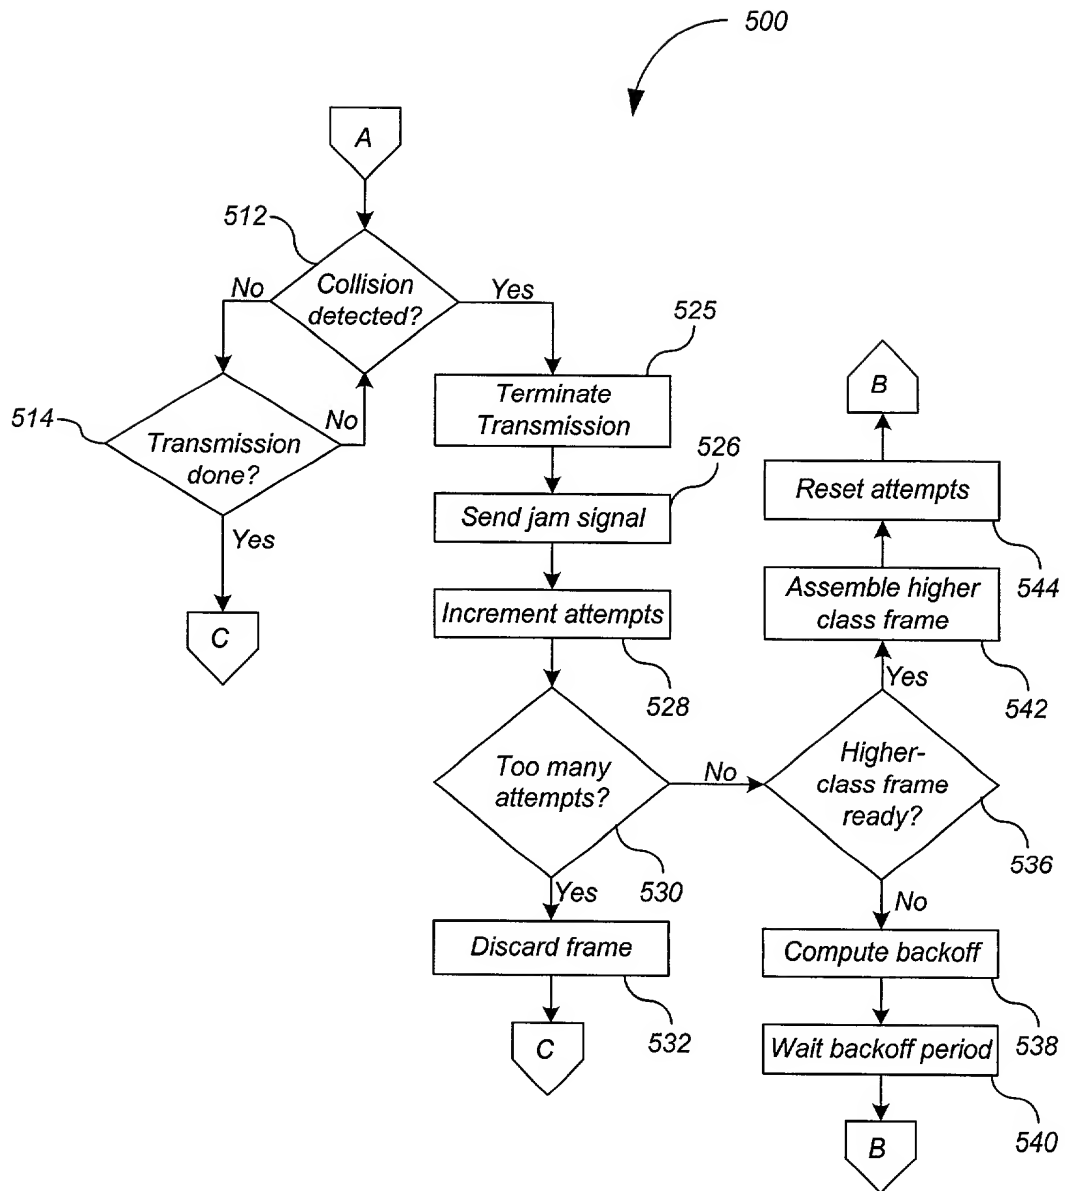 500
A
512
Collision
detected?
No
Yes
525
Terminate
Transmission
514
Transmission
done?
No
Yes
C
526
Send jam signal
Increment attempts
528
Too many
attempts?
No
530
Yes
Discard frame
532
C
B
Reset attempts
544
Assemble higher
class frame
542
Yes
Higher-
class frame
ready?
536
No
Compute backoff
538
Wait backoff period
540
B